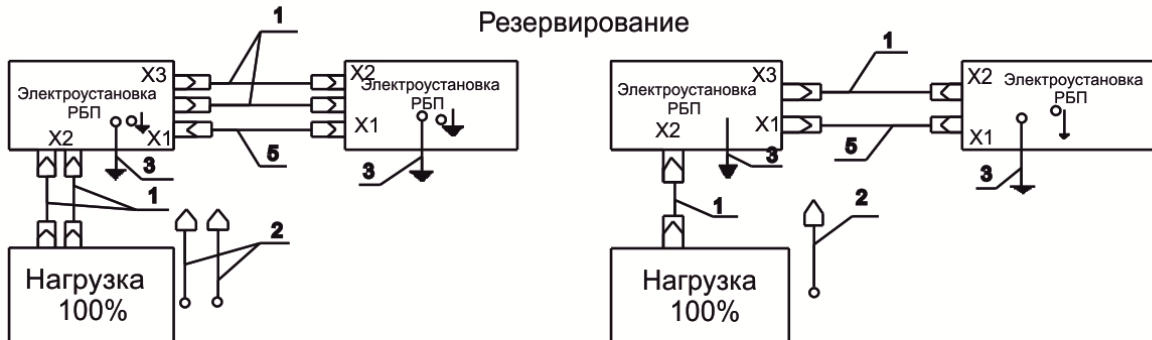 Резервирование
1
X3
Электроустановка
РБП
X2
X1
X2
Электроустановка
РБП
X1
3
5
3
1
2
Нагрузка
100%
1
X3
Электроустановка
РБП
X2
X1
X2
Электроустановка
РБП
X1
3
5
3
1
2
Нагрузка
100%